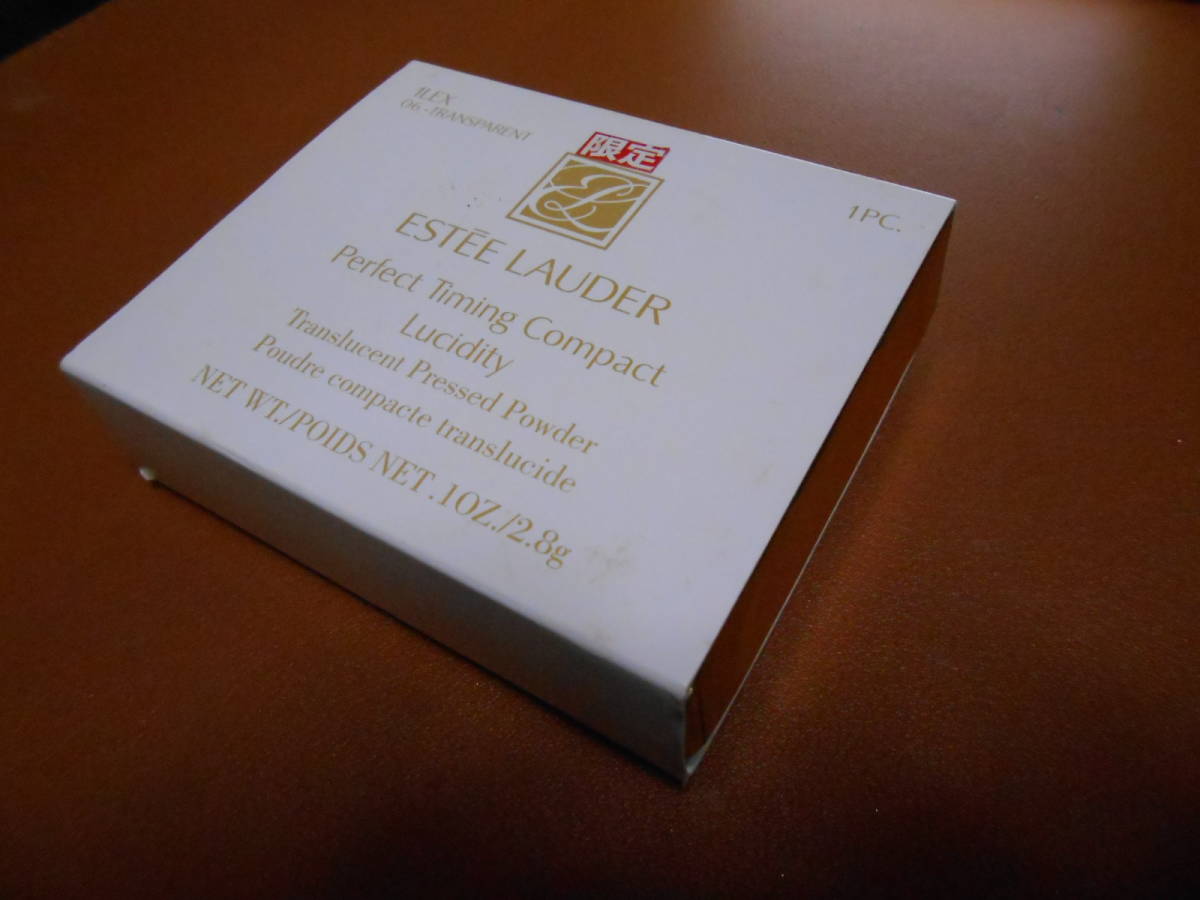 1LEX
06-TRANSPARENT
限定
1PC.
ESTĒE LAUDER
Perfect Timing Compact
Lucidity
Translucent Pressed Powder
Poudre compacte translucide
NET WT./POIDS NET .1OZ./2.8g